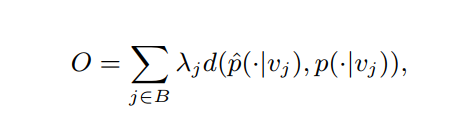 O = ∑_{j∈B} λ_j d(p̂(·|v_j), p(·|v_j)),